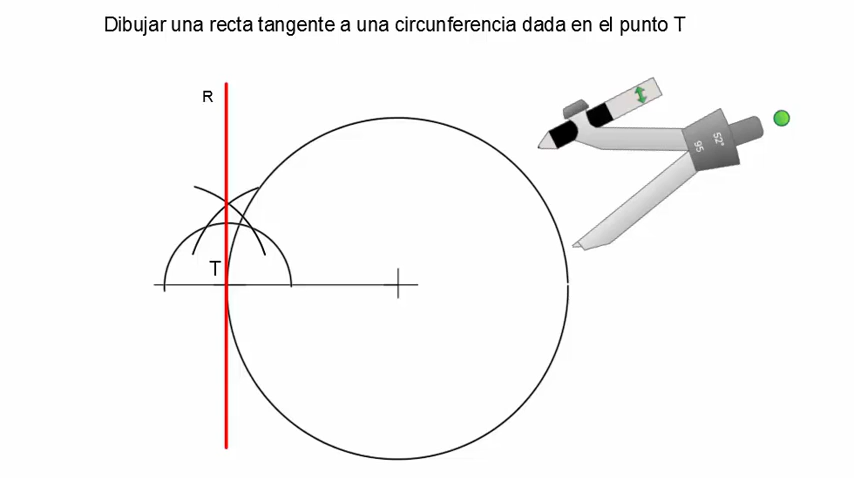 Dibujar una recta tangente a una circunferencia dada en el punto T
R
52°
95
T